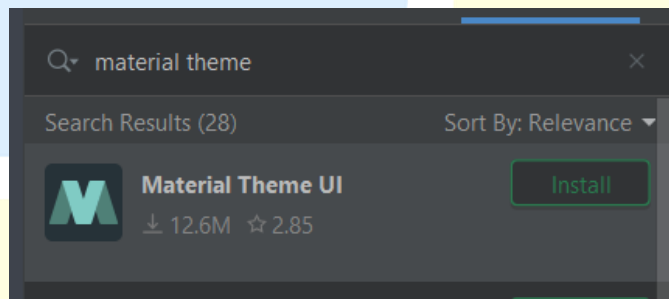 material theme
Search Results (28) Sort By: Relevance
Material Theme UI Install
12.6M 2.85